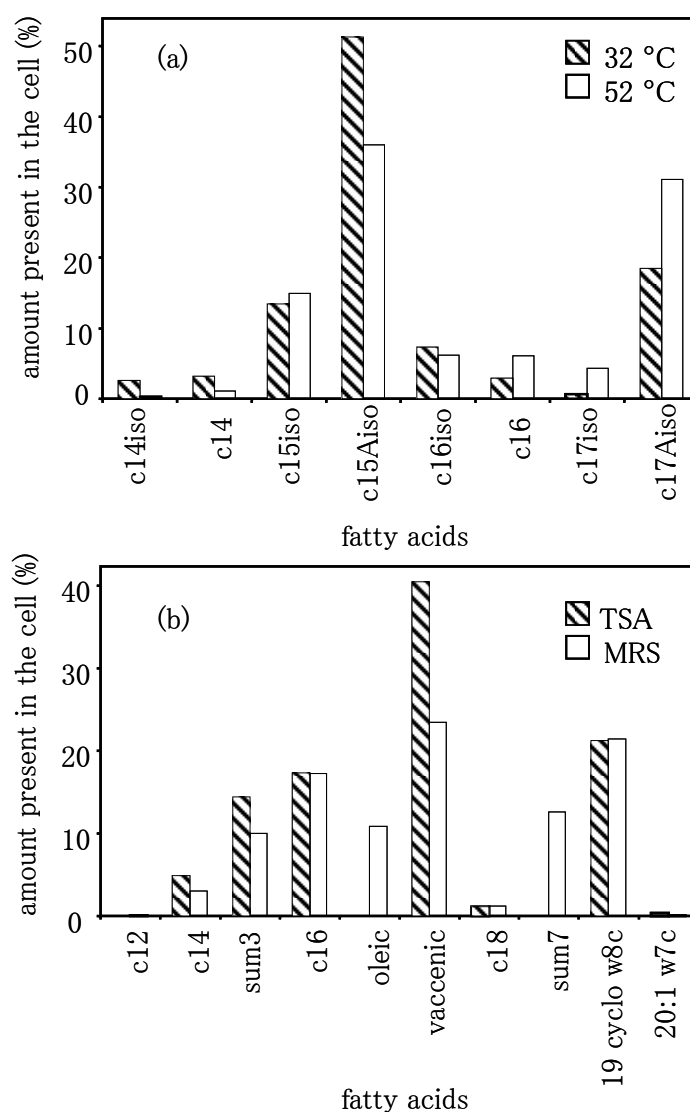 (a)
32 °C
52 °C
amount present in the cell (%)
50
40
30
20
10
0
c14iso
c14
c15iso
c15Aiso
c16iso
c16
c17iso
c17Aiso
fatty acids
(b)
TSA
MRS
amount present in the cell (%)
40
30
20
10
0
c12
c14
sum3
c16
oleic
vaccenic
c18
sum7
19 cyclo w8c
20:1 w7c
fatty acids